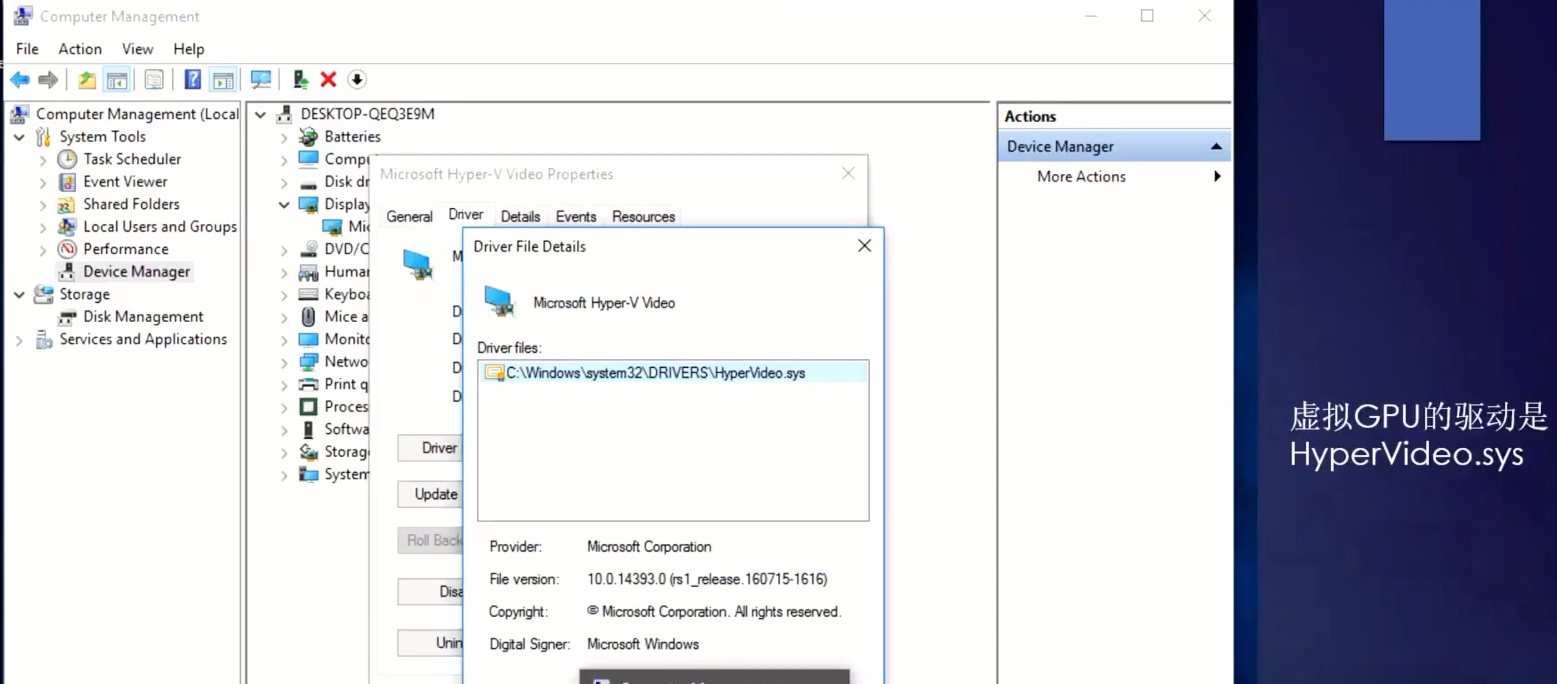 Computer Management
File Action View Help
Computer Management (Local
System Tools
Task Scheduler
Event Viewer
Shared Folders
Local Users and Groups
Performance
Device Manager
Storage
Disk Management
Services and Applications
DESKTOP-QEQ3E9M
Batteries
Compu
Disk dr
Display
Mic
DVD/C
Human
Keyboa
Mice a
Monito
Netwo
Print q
Proces
Softwa
Storag
System
Microsoft Hyper-V Video Properties
General Driver Details Events Resources
M
D
D
D
D
Driver
Update
Roll Back
Disa
Unin
Driver File Details
Microsoft Hyper-V Video
Driver files:
C:\Windows\system32\DRIVERS\HyperVideo.sys
Provider: Microsoft Corporation
File version: 10.0.14393.0 (rs1_release.160715-1616)
Copyright: © Microsoft Corporation. All rights reserved.
Digital Signer: Microsoft Windows
Actions
Device Manager
More Actions
虚拟GPU的驱动是
HyperVideo.sys